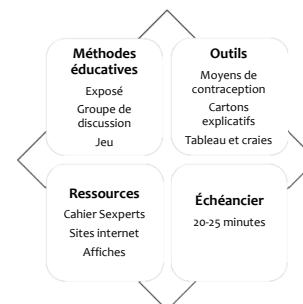 Méthodes
éducatives
Exposé
Groupe de
discussion
Jeu
Outils
Moyens de
contraception
Cartons
explicatifs
Tableau et craies
Ressources
Cahier Sexperts
Sites internet
Affiches
Échéancier
20-25 minutes